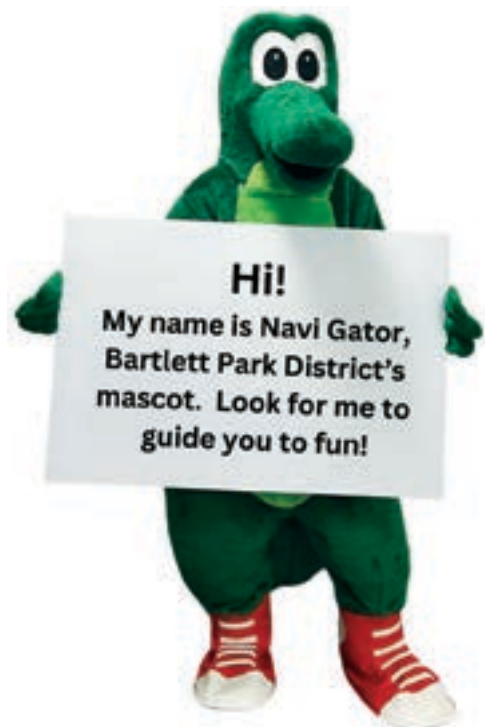 Hi!
My name is Navi Gator,
Bartlett Park District's
mascot.  Look for me to
guide you to fun!